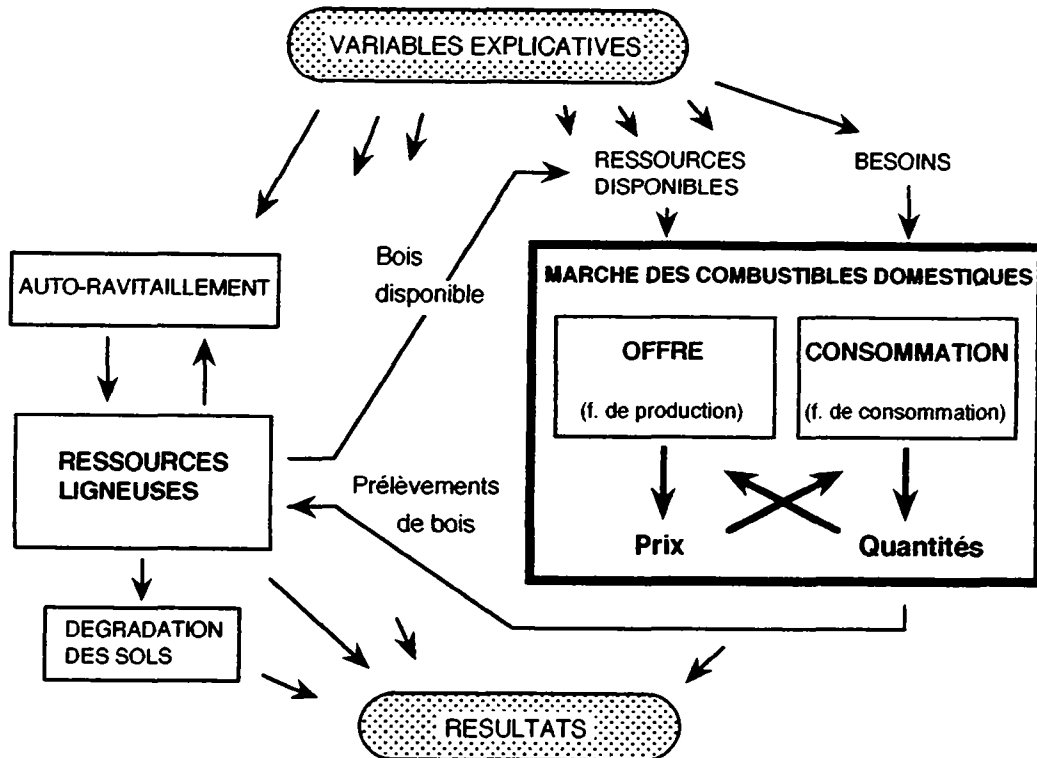 VARIABLES EXPLICATIVES
RESSOURCES
DISPONIBLES
BESOINS
AUTO-RAVITAILLEMENT
Bois
disponible
MARCHE DES COMBUSTIBLES DOMESTIQUES
OFFRE
(f. de production)
CONSOMMATION
(f. de consommation)
RESSOURCES
LIGNEUSES
Prélèvements
de bois
Prix
Quantités
DEGRADATION
DES SOLS
RESULTATS